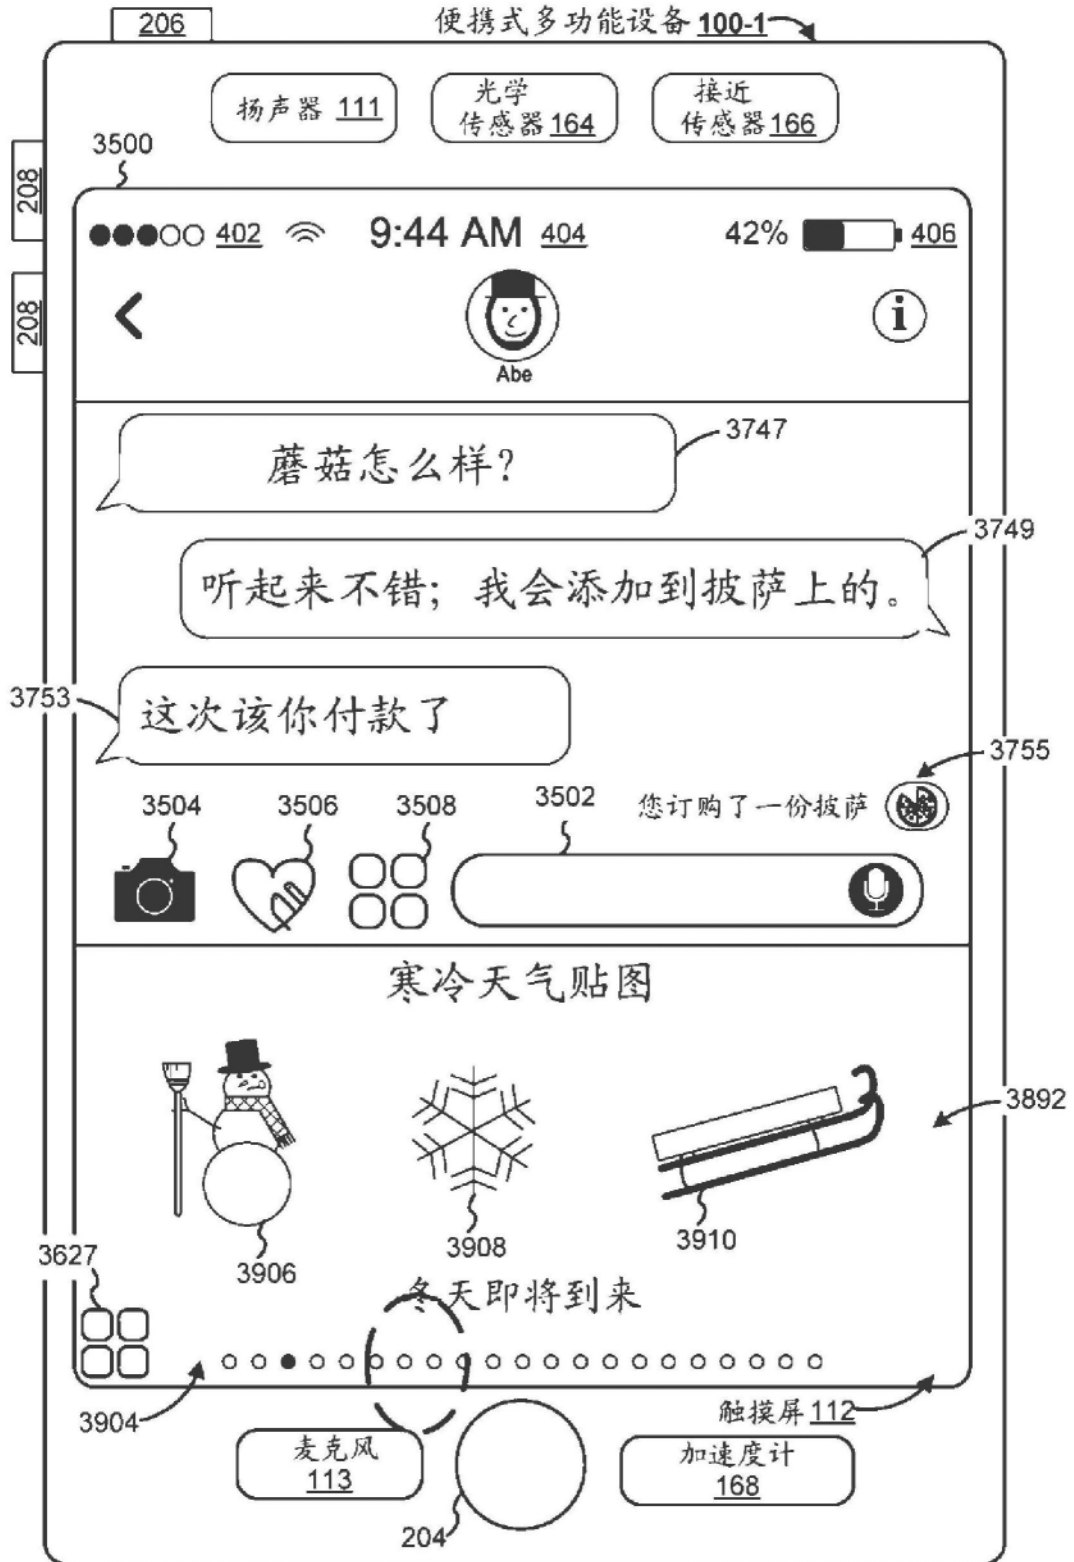 206
便携式多功能设备 100-1
扬声器 111
光学
传感器 164
接近
传感器 166
3500
208
402
9:44 AM 404
42%
406
208
i
Abe
蘑菇怎么样？
3747
3749
听起来不错；我会添加到披萨上的。
3753
这次该你付款了
3755
3504
3506
3508
3502
您订购了一份披萨
寒冷天气贴图
3892
3906
3908
3910
3627
冬天即将到来
3904
触摸屏 112
麦克风
113
加速度计
168
204